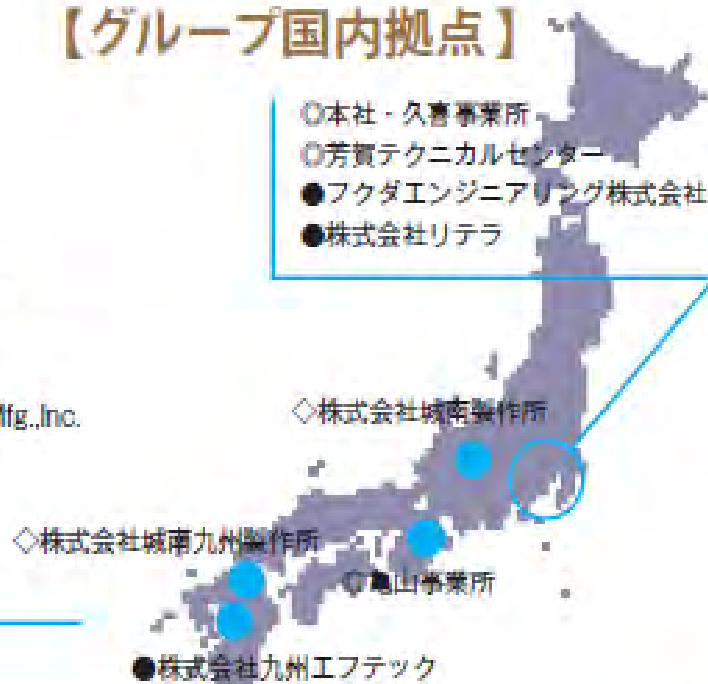 【グループ国内拠点】
◎本社・久喜事業所
◎芳賀テクニカルセンター
●フクダエンジニアリング株式会社
●株式会社リテラ
Mfg.,Inc.
◇株式会社城南製作所
◇株式会社城南九州製作所
◎亀山事業所
●株式会社九州エフテック